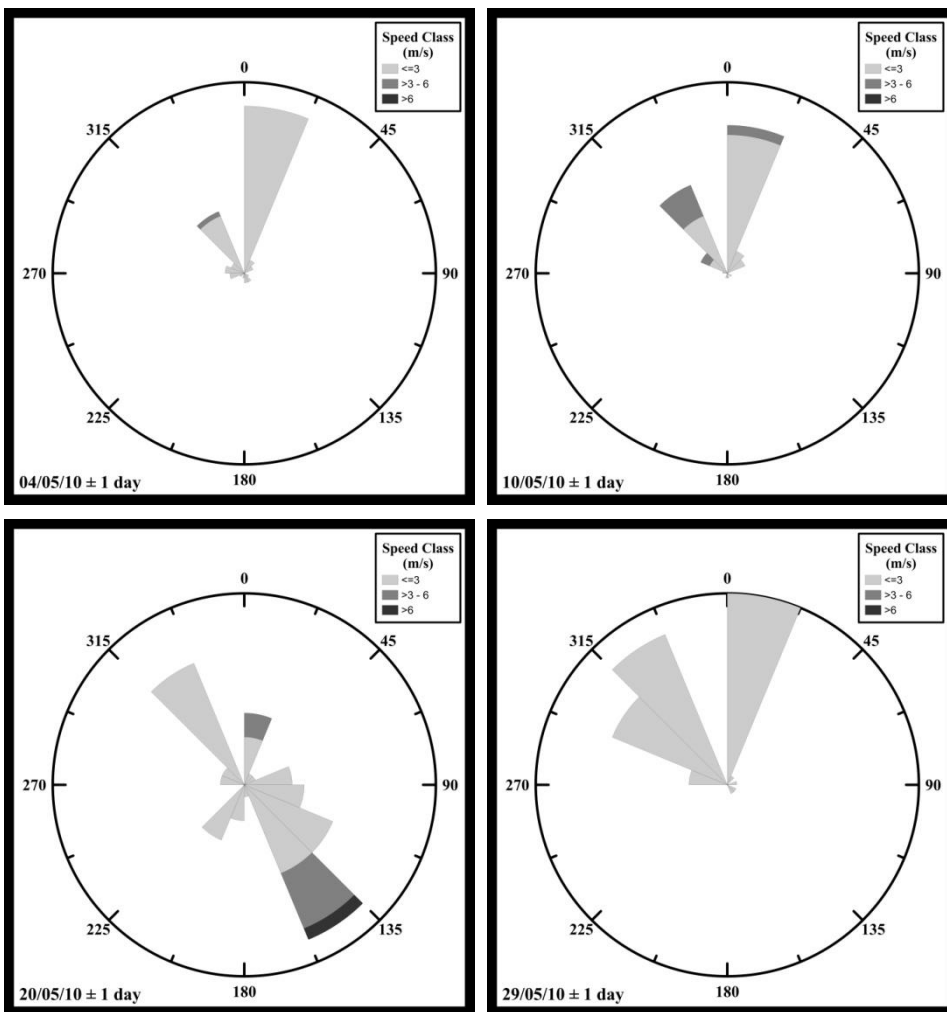 Speed Class
(m/s)
<=3
>3 - 6
>6
0
45
90
135
180
225
270
315
04/05/10 ± 1 day
Speed Class
(m/s)
<=3
>3 - 6
>6
0
45
90
135
180
225
270
315
10/05/10 ± 1 day
Speed Class
(m/s)
<=3
>3 - 6
>6
0
45
90
135
180
225
270
315
20/05/10 ± 1 day
Speed Class
(m/s)
<=3
>3 - 6
>6
0
45
90
135
180
225
270
315
29/05/10 ± 1 day